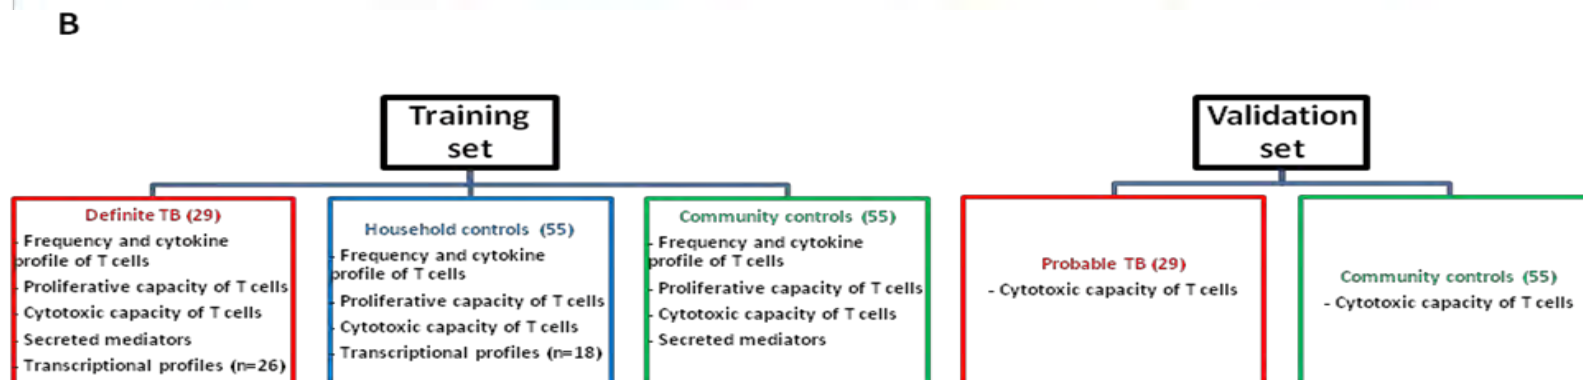 B
Training
set
Validation
set
Definite TB (29)
- Frequency and cytokine
profile of T cells
- Proliferative capacity of T cells
- Cytotoxic capacity of T cells
- Secreted mediators
- Transcriptional profiles (n=26)
Household controls (55)
- Frequency and cytokine
profile of T cells
- Proliferative capacity of T cells
- Cytotoxic capacity of T cells
- Transcriptional profiles (n=18)
Community controls (55)
- Frequency and cytokine
profile of T cells
- Proliferative capacity of T cells
- Cytotoxic capacity of T cells
- Secreted mediators
Probable TB (29)
- Cytotoxic capacity of T cells
Community controls (55)
- Cytotoxic capacity of T cells